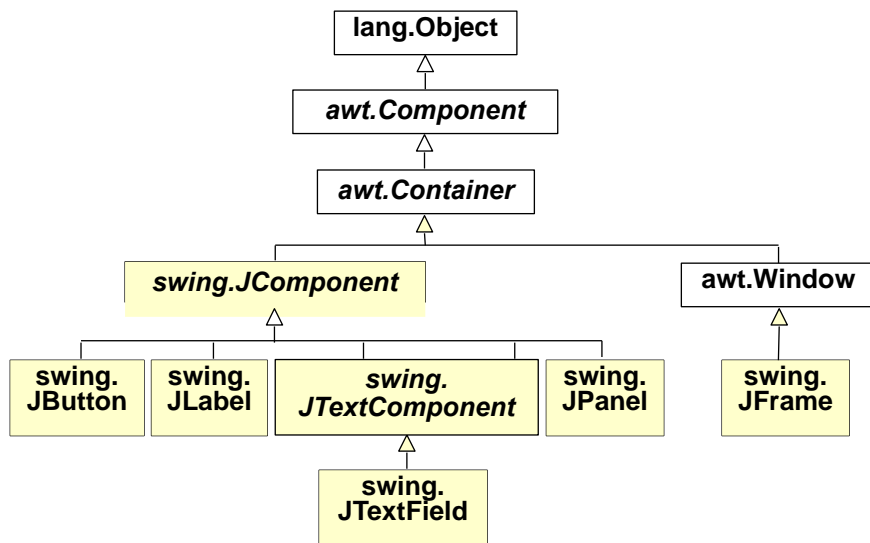 lang.Object
awt.Component
awt.Container
swing.JComponent
awt.Window
swing.
JButton
swing.
JLabel
swing.
JTextComponent
swing.
JPanel
swing.
JFrame
swing.
JTextField